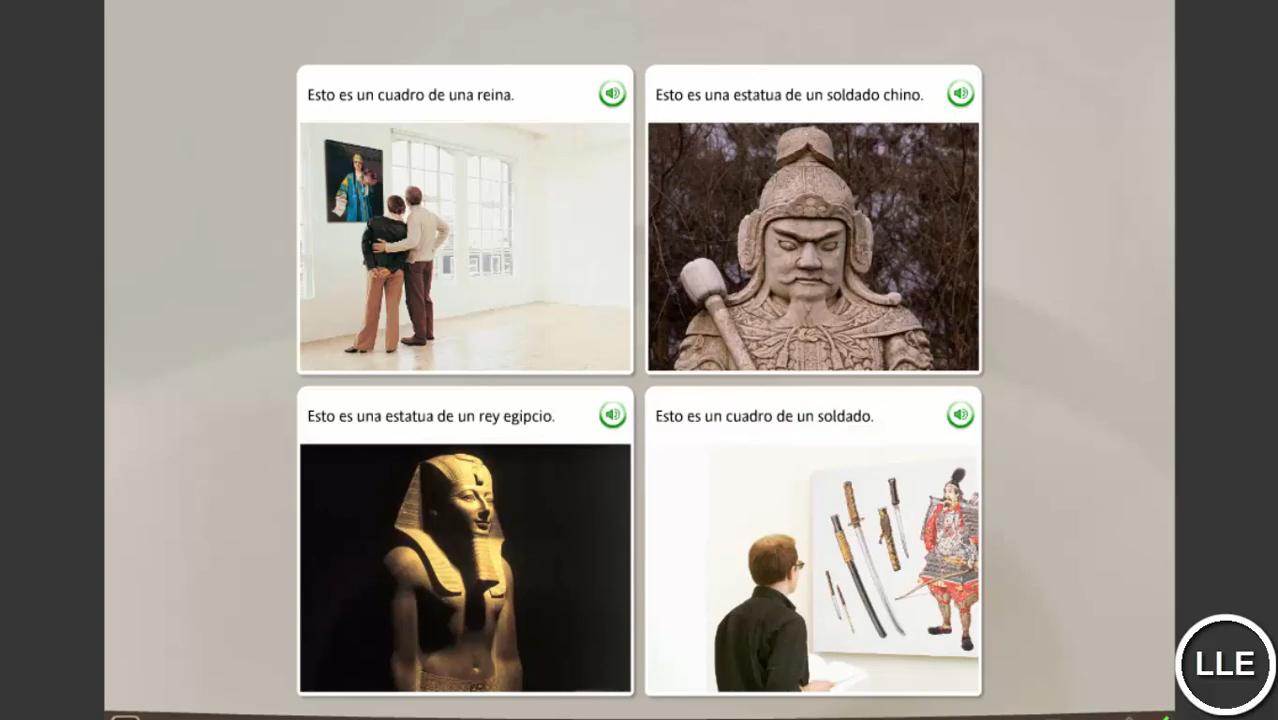 Esto es un cuadro de una reina.
Esto es una estatua de un soldado chino.
Esto es una estatua de un rey egipcio.
Esto es un cuadro de un soldado.
LLE